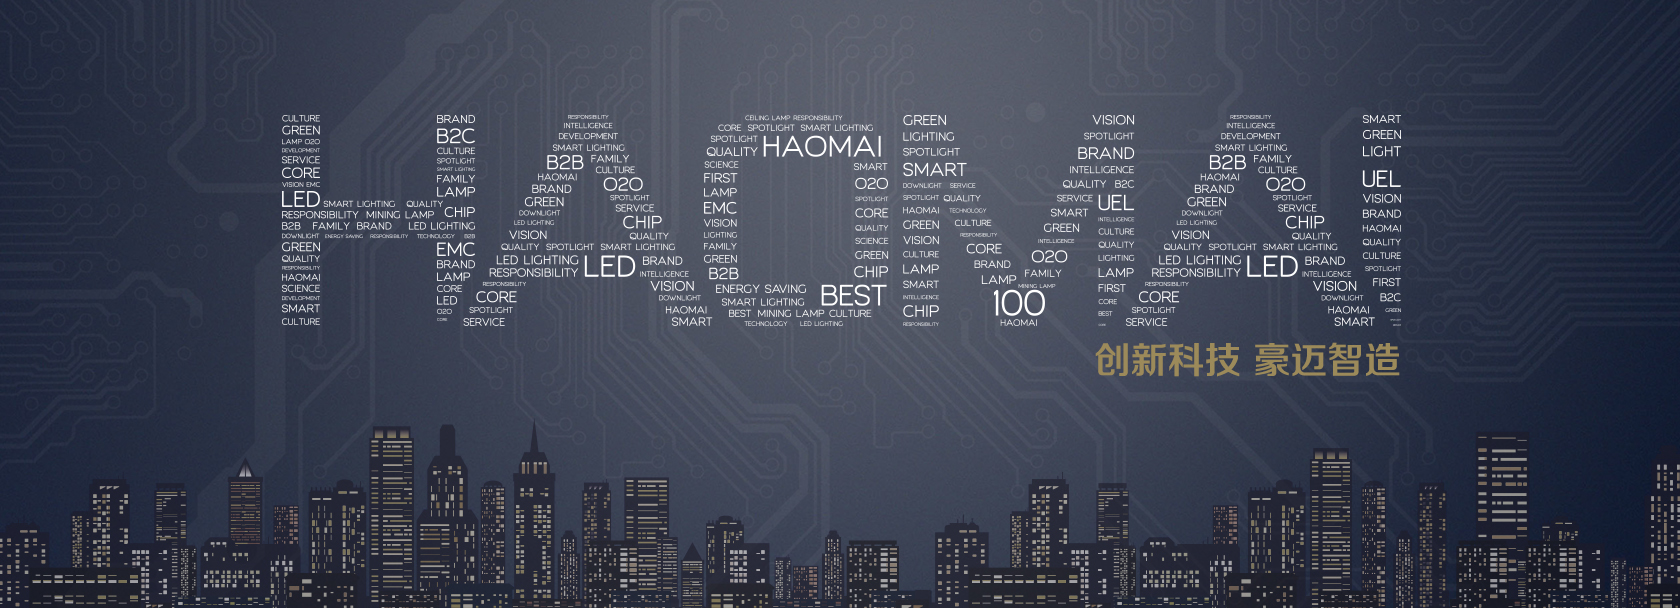 CULTURE
GREEN
LAMP O2O
DEVELOPMENT
SERVICE
CORE
VISION EMC
LED SMART LIGHTING QUALITY
RESPONSIBILITY MINING LAMP CHIP
B2B FAMILY BRAND LED LIGHTING
DOWNLIGHT ENERGY SAVING RESPONSIBILITY TECHNOLOGY B2B
GREEN
QUALITY
RESPONSIBILITY
HAOMAI
SCIENCE
DEVELOPMENT
SMART
CULTURE
BRAND
B2C
CULTURE
SPOTLIGHT
SMART LIGHTING
FAMILY
LAMP
EMC
BRAND
LAMP
CORE
LED
O2O
CORE
RESPONSIBILITY
INTELLIGENCE
DEVELOPMENT
SMART LIGHTING
B2B FAMILY
HAOMAI CULTURE
BRAND O2O
GREEN SPOTLIGHT
DOWNLIGHT SERVICE
LED LIGHTING CHIP
VISION QUALITY
QUALITY SPOTLIGHT SMART LIGHTING
LED LIGHTING LED BRAND
RESPONSIBILITY INTELLIGENCE
RESPONSIBILITY VISION
CORE DOWNLIGHT
HAOMAI
SERVICE SMART
CEILING LAMP RESPONSIBILITY
CORE SPOTLIGHT SMART LIGHTING
SPOTLIGHT HAOMAI
QUALITY
SCIENCE SMART
FIRST O2O
LAMP SPOTLIGHT
EMC CORE
VISION QUALITY
LIGHTING SCIENCE
FAMILY GREEN
GREEN CHIP
B2B
ENERGY SAVING BEST
SMART LIGHTING
BEST MINING LAMP CULTURE
TECHNOLOGY LED LIGHTING
GREEN
LIGHTING
SPOTLIGHT
SMART
DOWNLIGHT SERVICE
SPOTLIGHT QUALITY
HAOMAI TECHNOLOGY
GREEN CULTURE
VISION
CULTURE CORE
LAMP BRAND
SMART LAMP
INTELLIGENCE
CHIP
RESPONSIBILITY
VISION
SPOTLIGHT
BRAND
INTELLIGENCE
QUALITY B2C
SERVICE UEL
SMART INTELLIGENCE
GREEN CULTURE
INTELLIGENCE QUALITY
O2O LIGHTING
FAMILY LAMP
MINING LAMP FIRST
100 CORE
HAOMAI BEST
RESPONSIBILITY
INTELLIGENCE
DEVELOPMENT
SMART LIGHTING
B2B FAMILY
HAOMAI CULTURE
BRAND O2O
GREEN SPOTLIGHT
DOWNLIGHT SERVICE
LED LIGHTING CHIP
VISION QUALITY
QUALITY SPOTLIGHT SMART LIGHTING
LED LIGHTING LED BRAND
RESPONSIBILITY INTELLIGENCE
RESPONSIBILITY VISION
CORE DOWNLIGHT
HAOMAI
SERVICE SMART
SMART
GREEN
LIGHT
UEL
VISION
BRAND
HAOMAI
QUALITY
CULTURE
SPOTLIGHT
FIRST
B2C
GREEN
创新科技 豪迈智造